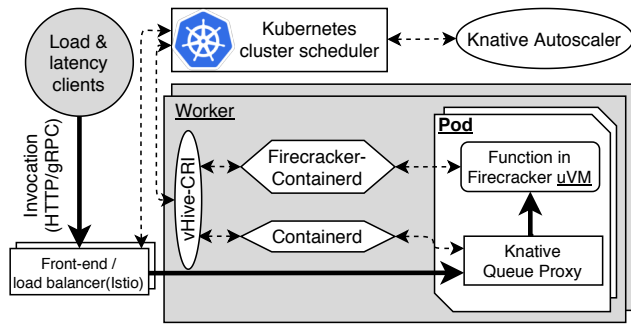 Load &
latency
clients
Kubernetes
cluster scheduler
Knative Autoscaler
Invocation
(HTTP/gRPC)
Worker
vHive-CRI
Firecracker-
Containerd
Containerd
Pod
Function in
Firecracker uVM
Knative
Queue Proxy
Front-end /
load balancer(Istio)